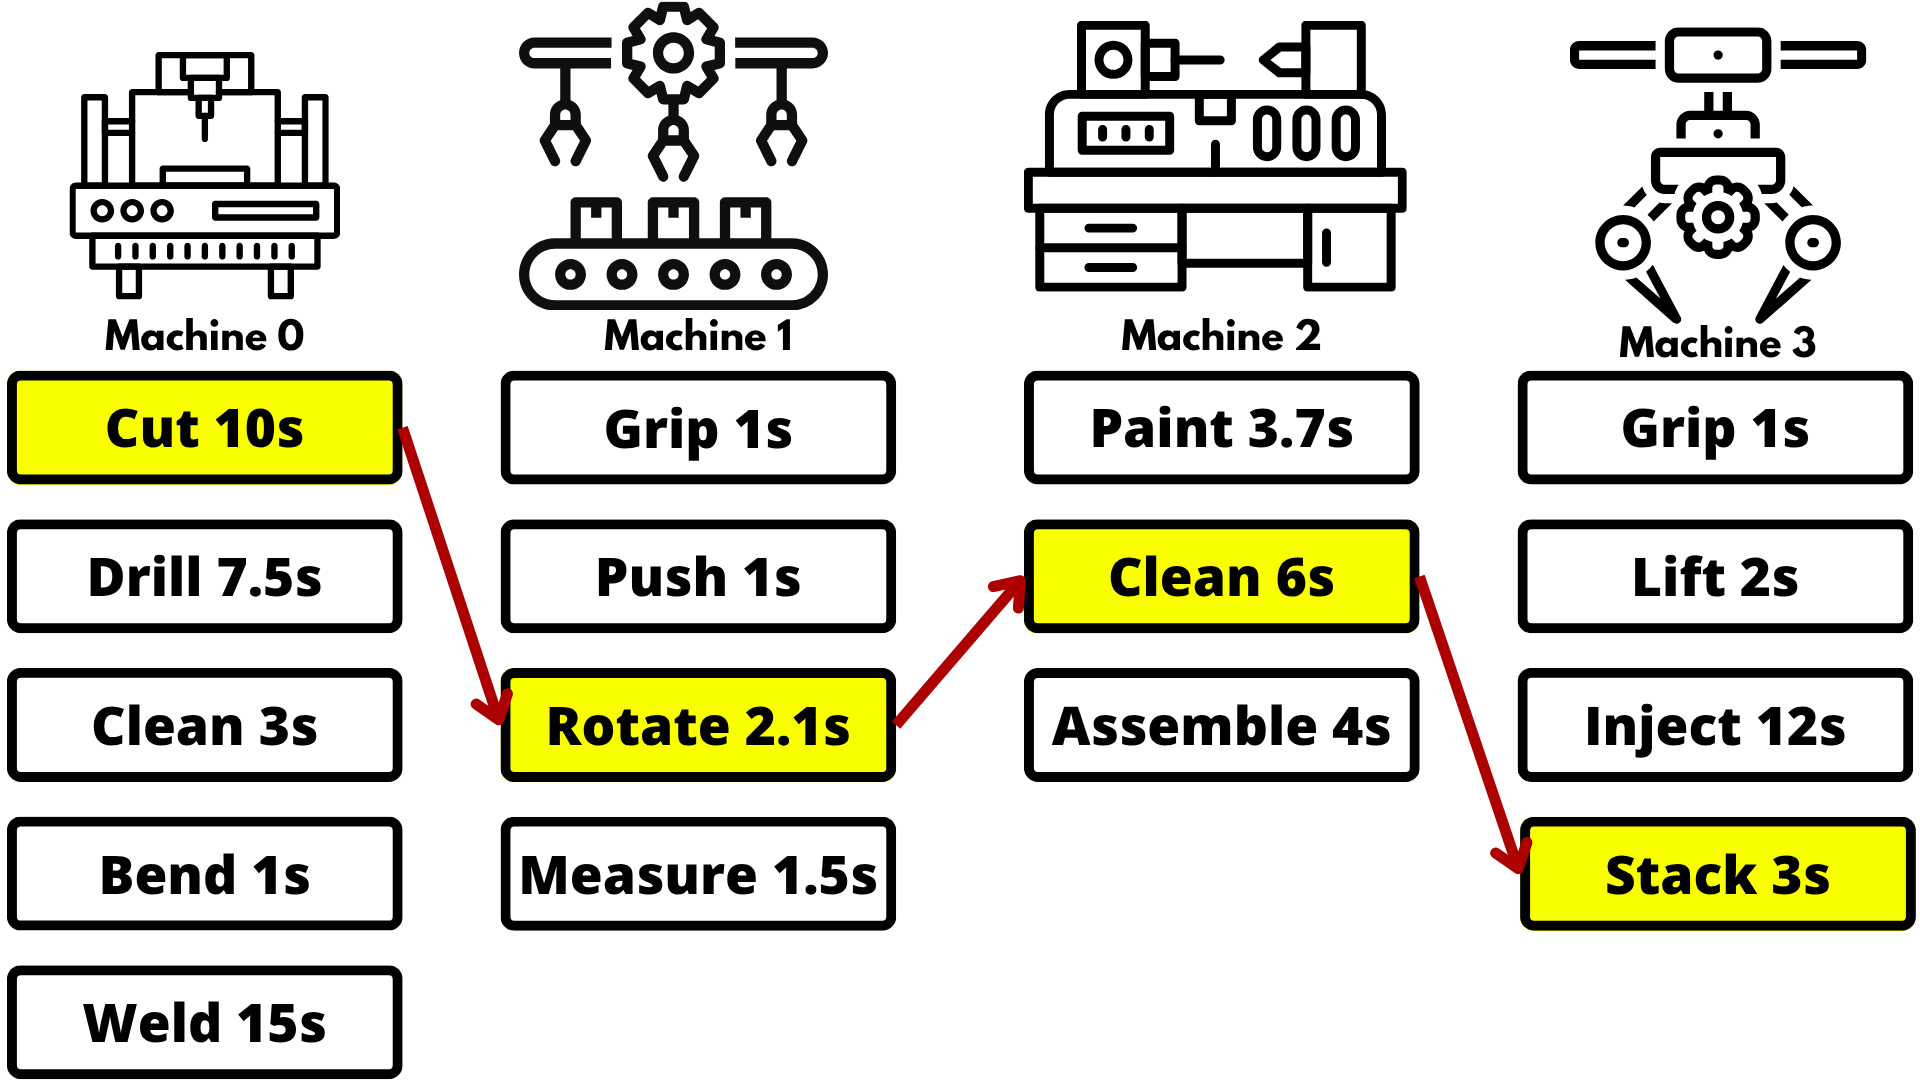 Machine 0
Cut 10s
Drill 7.5s
Clean 3s
Bend 1s
Weld 15s
Machine 1
Grip 1s
Push 1s
Rotate 2.1s
Measure 1.5s
Machine 2
Paint 3.7s
Clean 6s
Assemble 4s
Machine 3
Grip 1s
Lift 2s
Inject 12s
Stack 3s